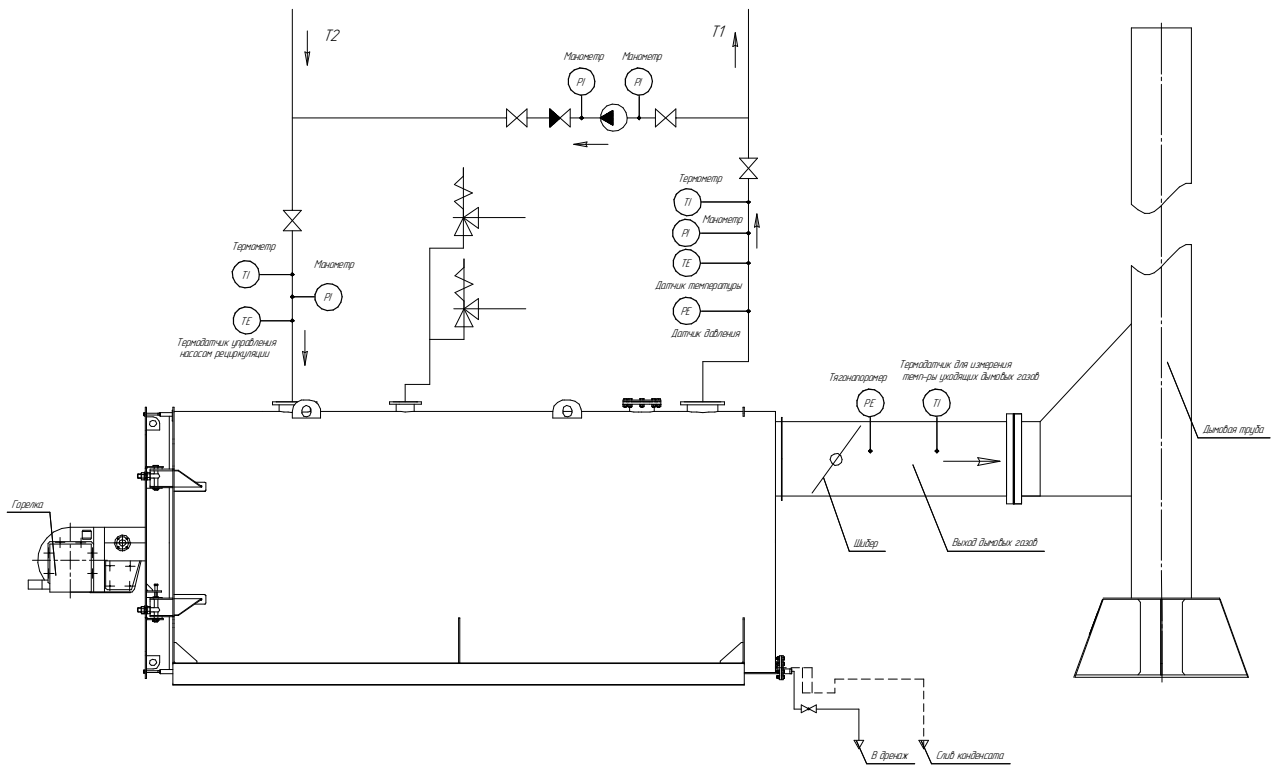 T2
T1
Манометр
PI
Манометр
PI
Термометр
TI
Манометр
PI
TE
Датчик температуры
PE
Датчик давления
Термометр
TI
Манометр
PI
TE
Термодатчик управления
насосом рециркуляции
Тягонапоромер
PE
Термодатчик для измерения
темп-ры уходящих дымовых газов
TI
Дымовая труба
Горелка
Шибер
Выход дымовых газов
В дренаж
Слив конденсата